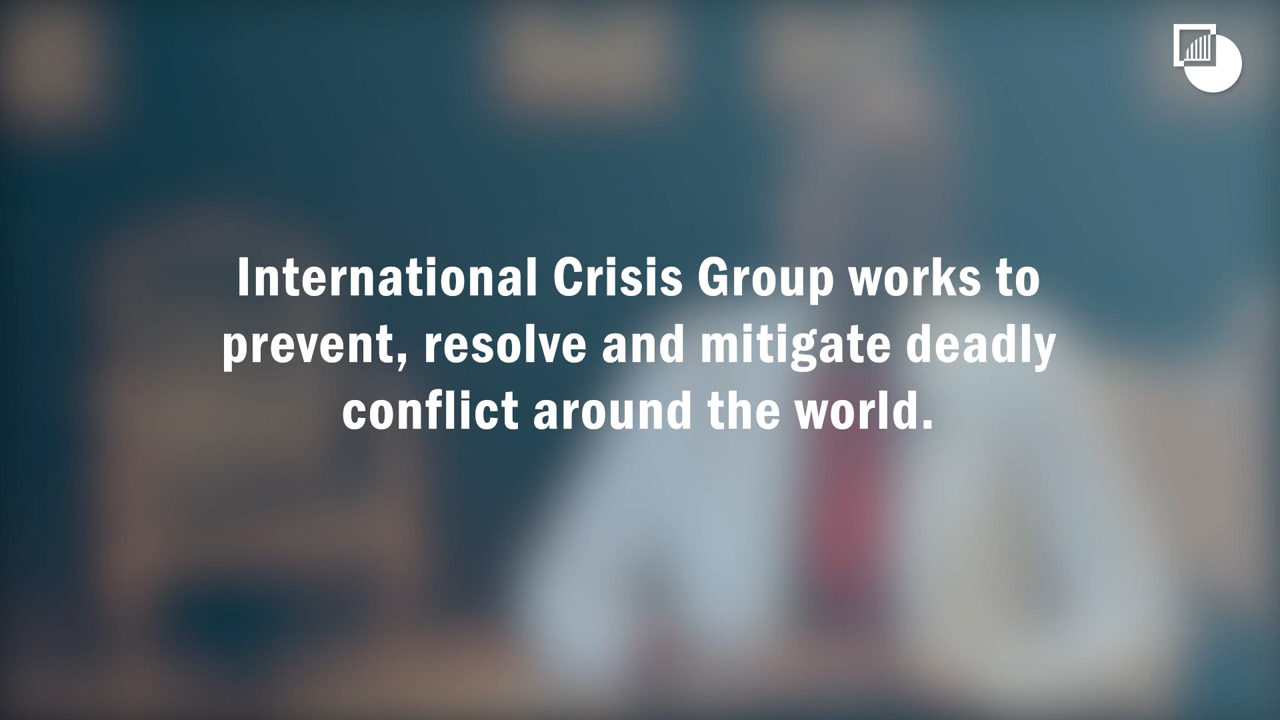 International Crisis Group works to
prevent, resolve and mitigate deadly
conflict around the world.